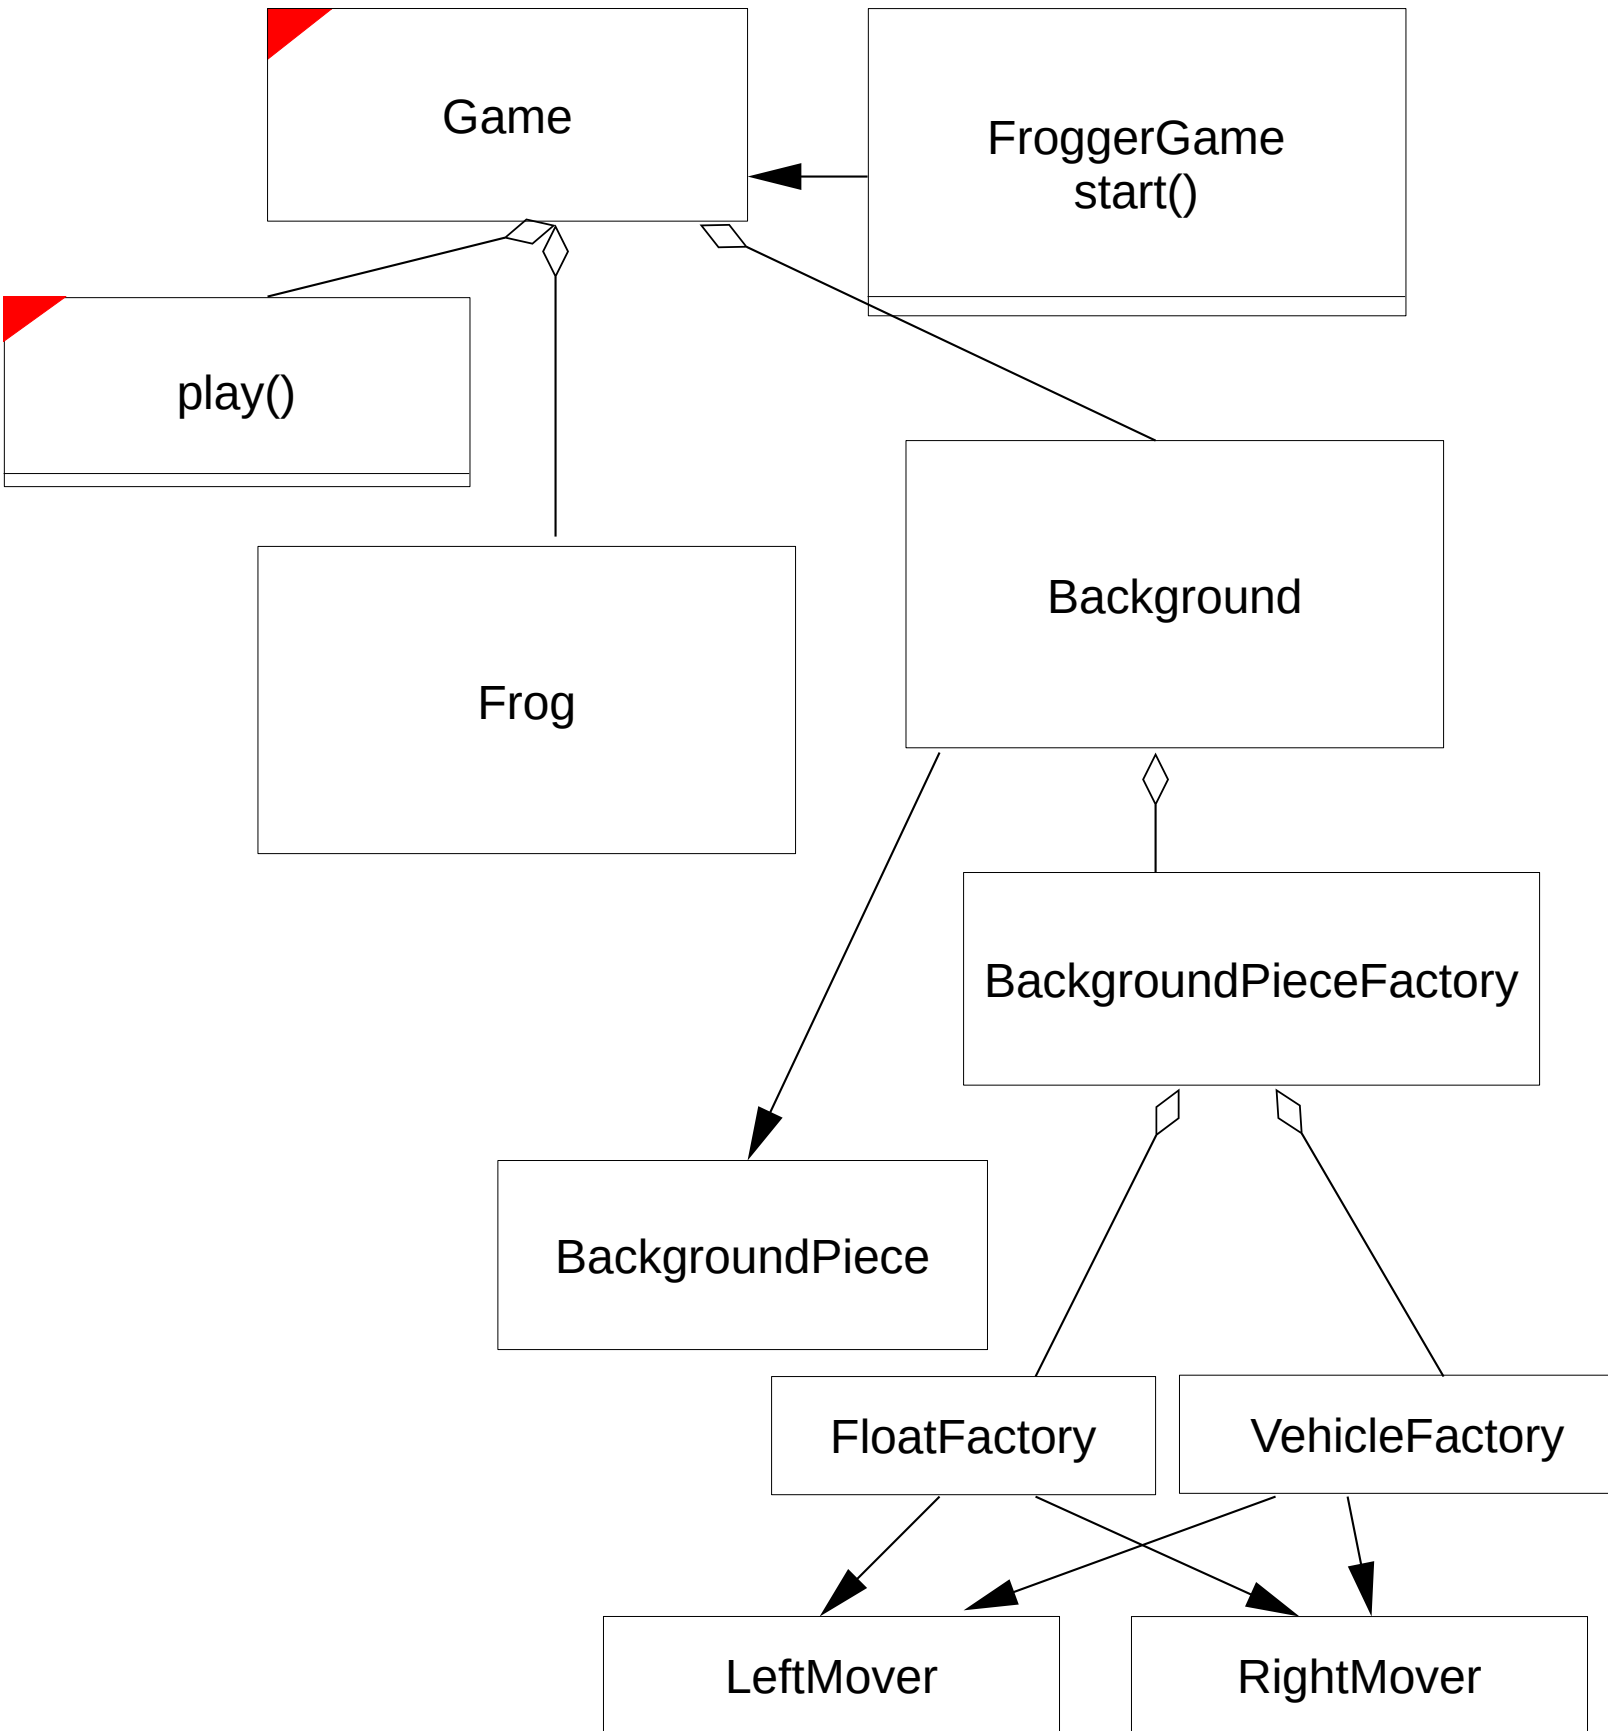 Game
FroggerGame
start()
play()
Background
Frog
BackgroundPieceFactory
BackgroundPiece
FloatFactory
VehicleFactory
LeftMover
RightMover